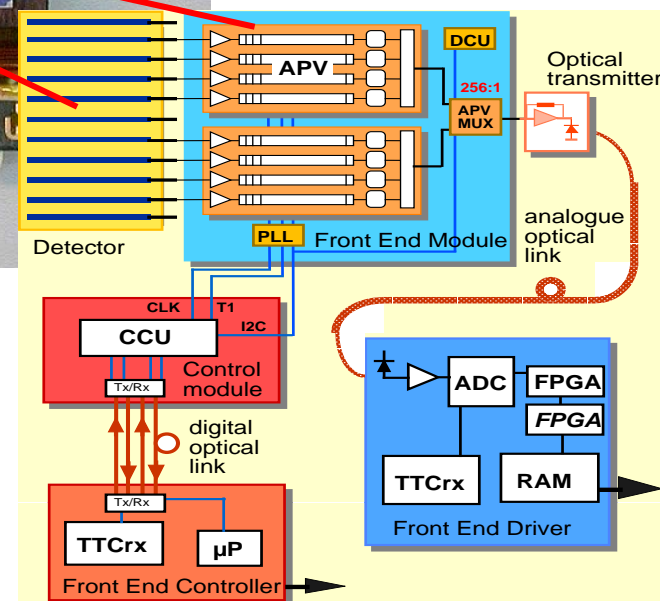 DCU
Optical
transmitter
APV
256:1
APV
MUX
analogue
optical
link
PLL
Front End Module
Detector
CLK
T1
I2C
CCU
Control
module
Tx/Rx
digital
optical
link
Tx/Rx
TTCrx
µP
Front End Controller
ADC
FPGA
FPGA
TTCrx
RAM
Front End Driver